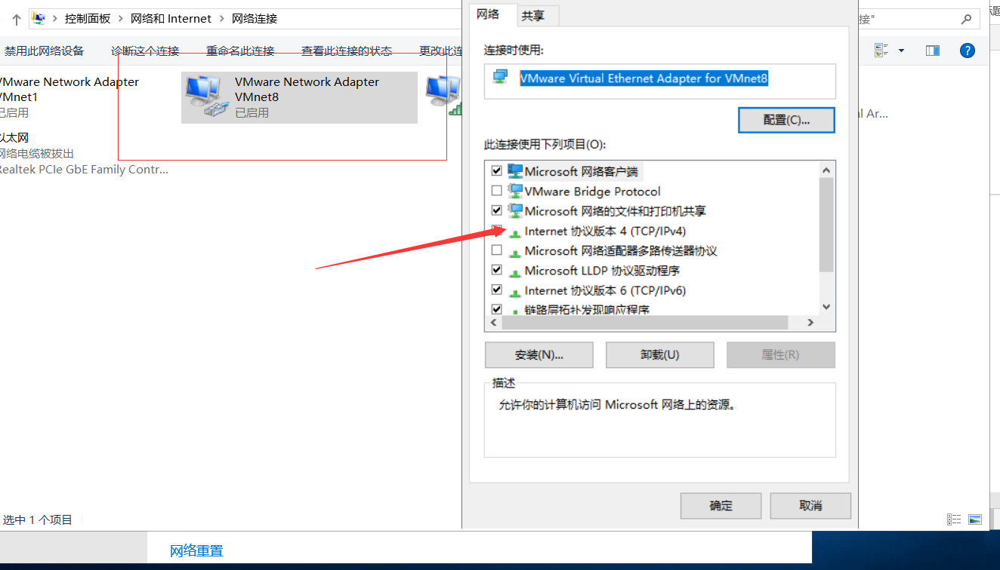 控制面板 > 网络和 Internet > 网络连接
接"
禁用此网络设备 诊断这个连接 重命名此连接 查看此连接的状态 更改此连
VMware Network Adapter
VMnet1
已启用
VMware Network Adapter
VMnet8
已启用
l Ar...
以太网
网络电缆被拔出
Realtek PCIe GbE Family Contr...
网络 共享
连接时使用:
VMware Virtual Ethernet Adapter for VMnet8
配置(C)...
此连接使用下列项目(O):
Microsoft 网络客户端
VMware Bridge Protocol
Microsoft 网络的文件和打印机共享
Internet 协议版本 4 (TCP/IPv4)
Microsoft 网络适配器多路传送器协议
Microsoft LLDP 协议驱动程序
Internet 协议版本 6 (TCP/IPv6)
链路层拓扑发现响应程序
安装(N)... 卸载(U) 属性(R)
描述
允许你的计算机访问 Microsoft 网络上的资源。
确定 取消
选中 1 个项目
网络重置